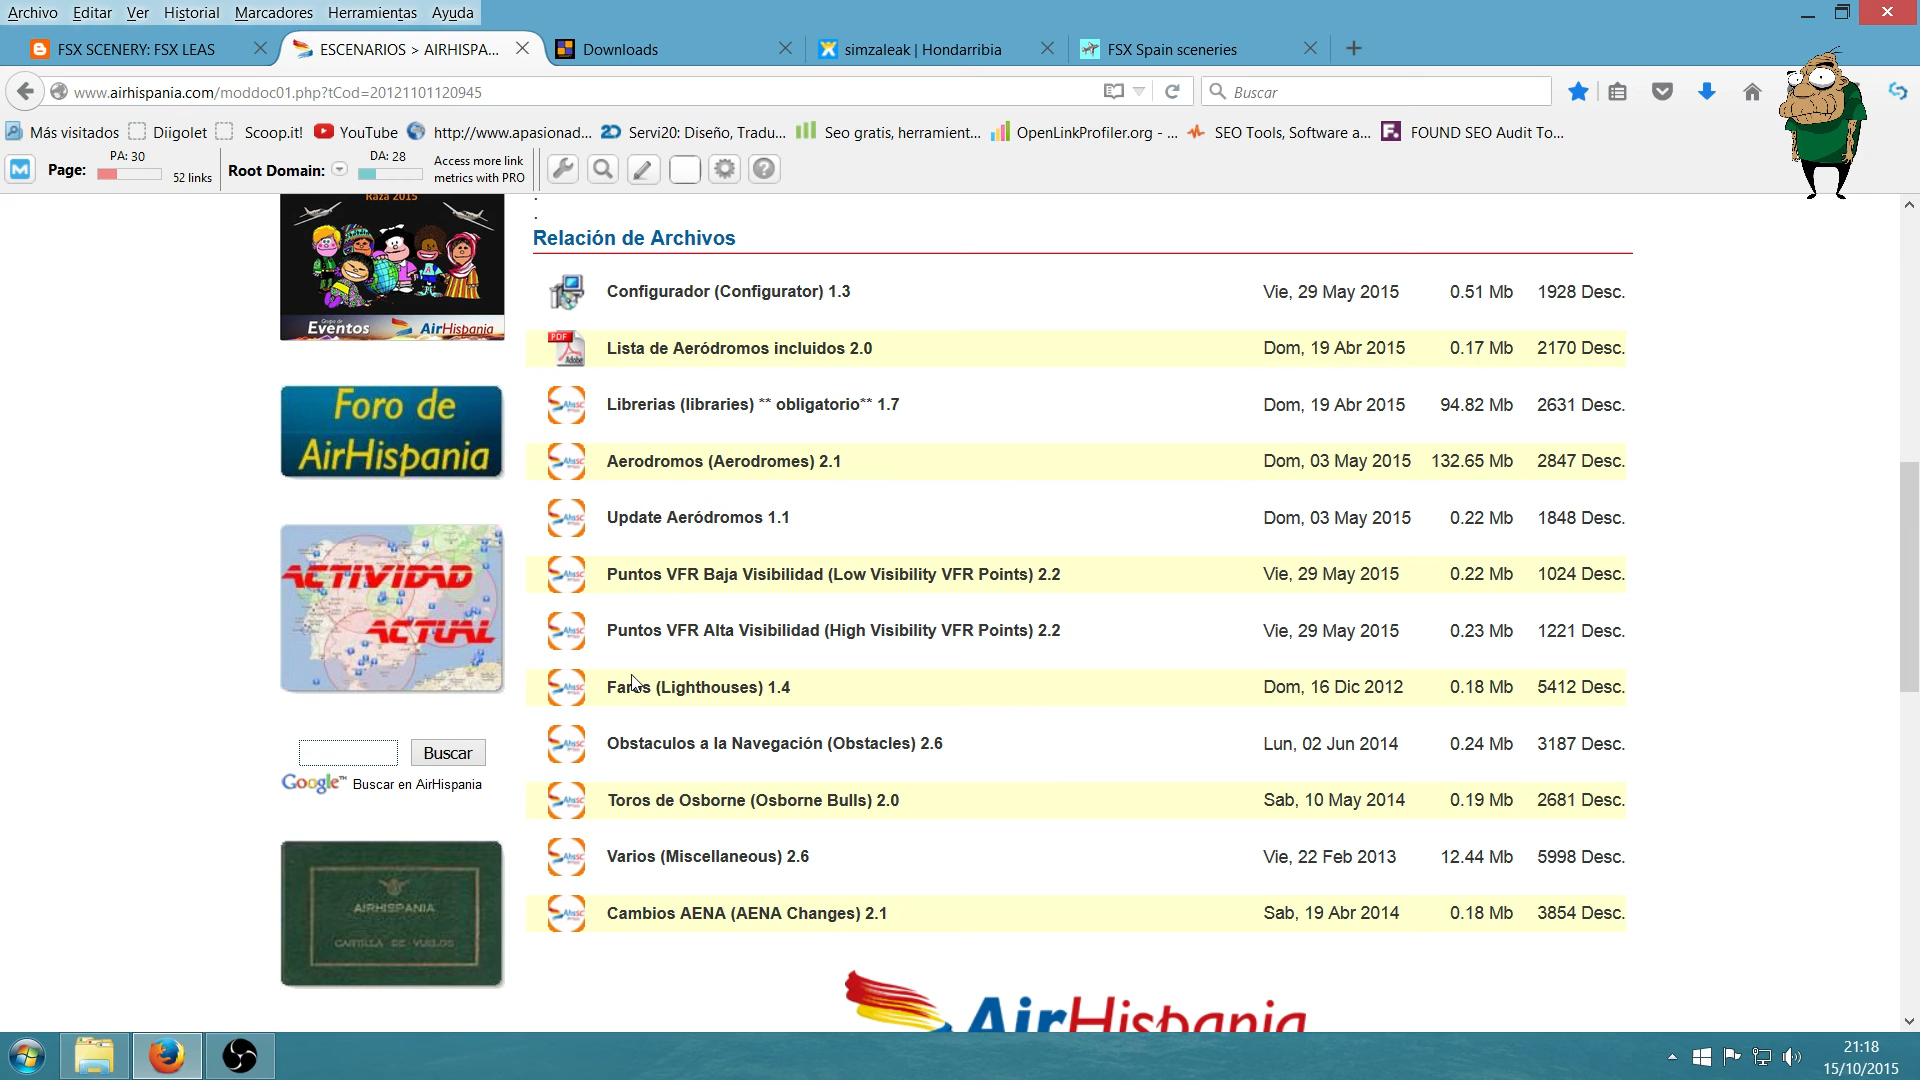 Archivo Editar Ver Historial Marcadores Herramientas Ayuda
FSX SCENERY: FSX LEAS
ESCENARIOS > AIRHISPA...
Downloads
simzaleak | Hondarribia
FSX Spain sceneries
www.airhispania.com/moddoc01.php?tCod=20121101120945
Buscar
Más visitados Diigolet Scoop.it! YouTube http://www.apasionad... Servi20: Diseño, Tradu... Seo gratis, herramient... OpenLinkProfiler.org - ... SEO Tools, Software a... FOUND SEO Audit To...
Page: PA: 30 52 links Root Domain: DA: 28 Access more link metrics with PRO
Raza 2015
Grupo de Eventos AirHispania
Foro de
AirHispania
ACTIVIDAD
ACTUAL
Buscar
Google™ Buscar en AirHispania
AIRHISPANIA
CARTILLA DE VUELOS
Relación de Archivos
Configurador (Configurator) 1.3 Vie, 29 May 2015 0.51 Mb 1928 Desc.
PDF Adobe Lista de Aeródromos incluidos 2.0 Dom, 19 Abr 2015 0.17 Mb 2170 Desc.
Librerias (libraries) ** obligatorio** 1.7 Dom, 19 Abr 2015 94.82 Mb 2631 Desc.
Aerodromos (Aerodromes) 2.1 Dom, 03 May 2015 132.65 Mb 2847 Desc.
Update Aeródromos 1.1 Dom, 03 May 2015 0.22 Mb 1848 Desc.
Puntos VFR Baja Visibilidad (Low Visibility VFR Points) 2.2 Vie, 29 May 2015 0.22 Mb 1024 Desc.
Puntos VFR Alta Visibilidad (High Visibility VFR Points) 2.2 Vie, 29 May 2015 0.23 Mb 1221 Desc.
Faros (Lighthouses) 1.4 Dom, 16 Dic 2012 0.18 Mb 5412 Desc.
Obstaculos a la Navegación (Obstacles) 2.6 Lun, 02 Jun 2014 0.24 Mb 3187 Desc.
Toros de Osborne (Osborne Bulls) 2.0 Sab, 10 May 2014 0.19 Mb 2681 Desc.
Varios (Miscellaneous) 2.6 Vie, 22 Feb 2013 12.44 Mb 5998 Desc.
Cambios AENA (AENA Changes) 2.1 Sab, 19 Abr 2014 0.18 Mb 3854 Desc.
AirHispania
21:18
15/10/2015